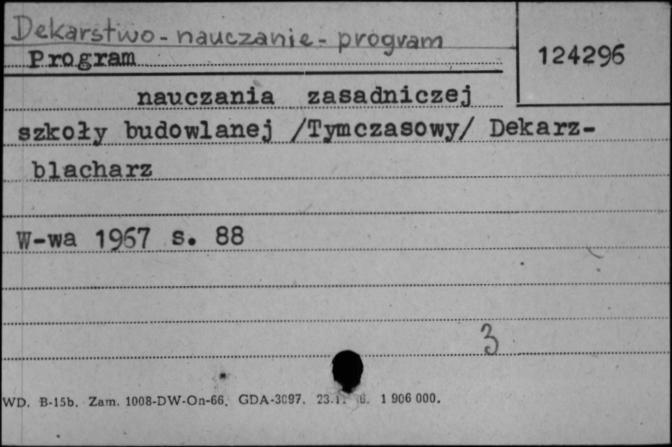 Dekarstwo - nauczanie - program
Program
124296
nauczania zasadniczej
szkoły budowlanej /Tymczasowy/ Dekarz-
blacharz
W-wa 1967 s. 88
3
WD. B-15b. Zam. 1008-DW-On-66. GDA-3097. 1 906 000.